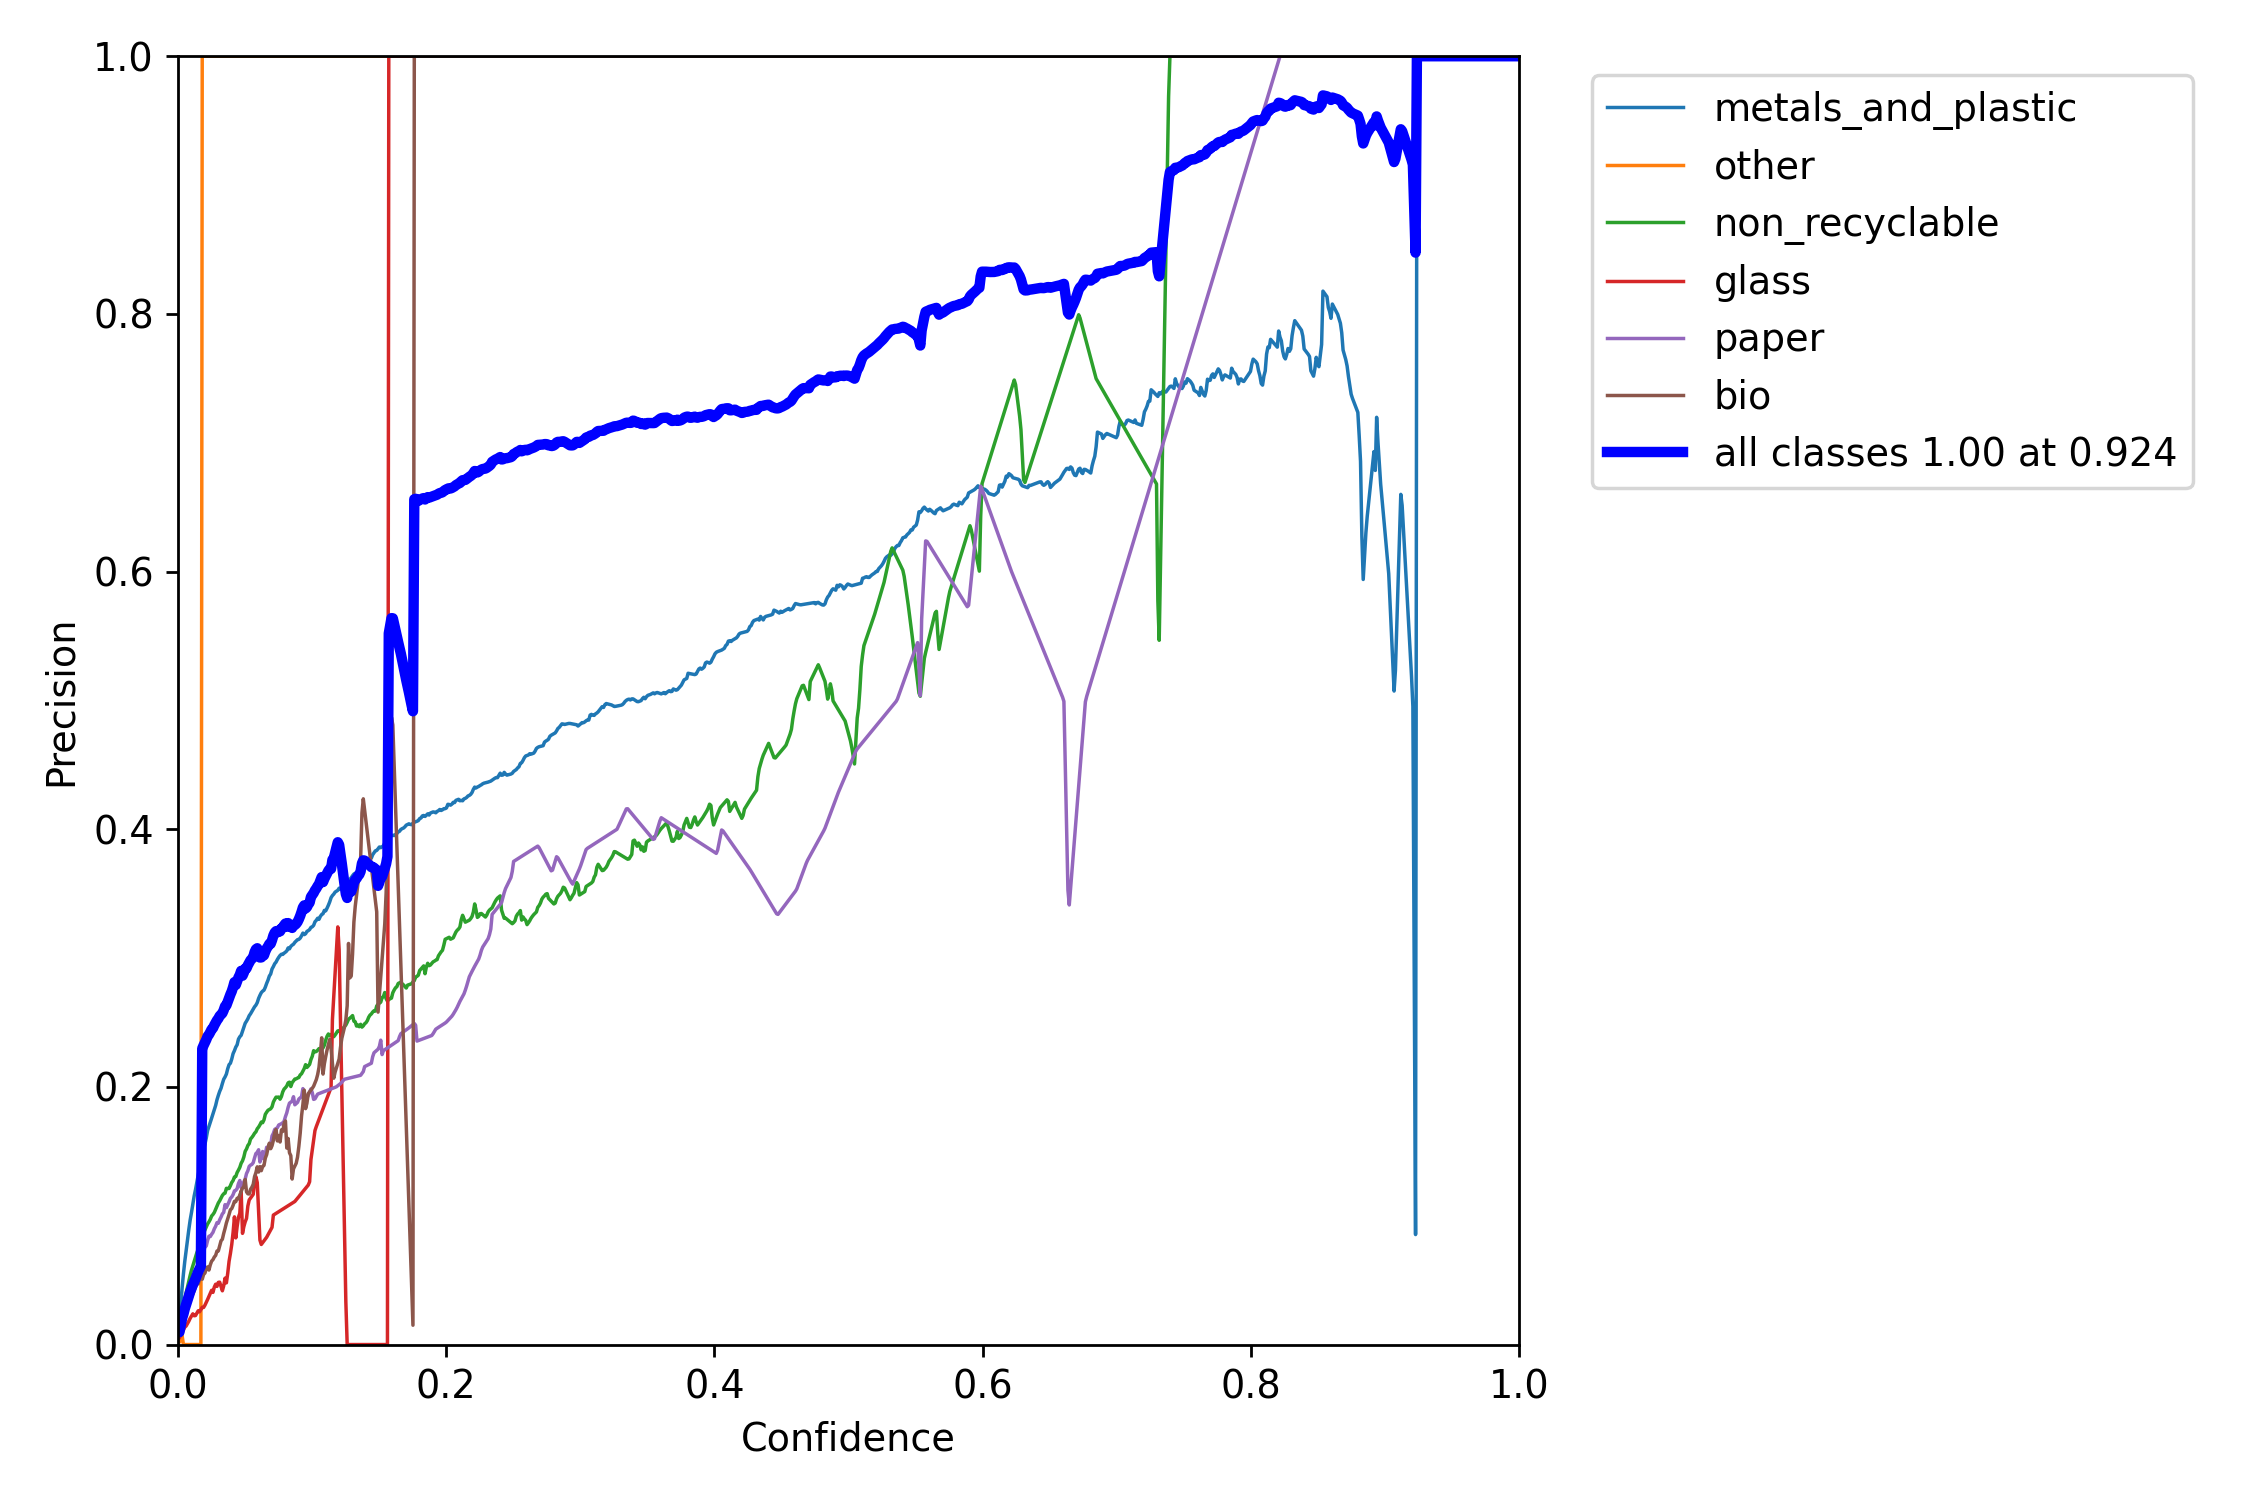 1.0
0.8
0.6
0.4
0.2
0.0
Precision
0.0 0.2 0.4 0.6 0.8 1.0
Confidence
metals_and_plastic
other
non_recyclable
glass
paper
bio
all classes 1.00 at 0.924